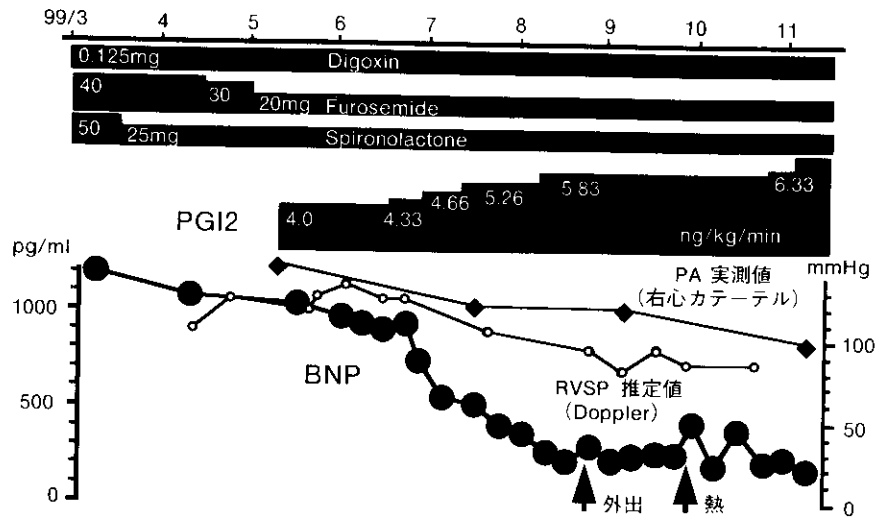 99/3 4 5 6 7 8 9 10 11
0.125mg Digoxin
40 30 20mg Furosemide
50 25mg Spironolactone
PGI2 4.0 4.33 4.66 5.26 5.83 6.33
ng/kg/min
pg/ml
mmHg
PA 実測値
(右心カテーテル)
1000
100
BNP
RVSP 推定値
(Doppler)
500
50
0
0
外出
熱